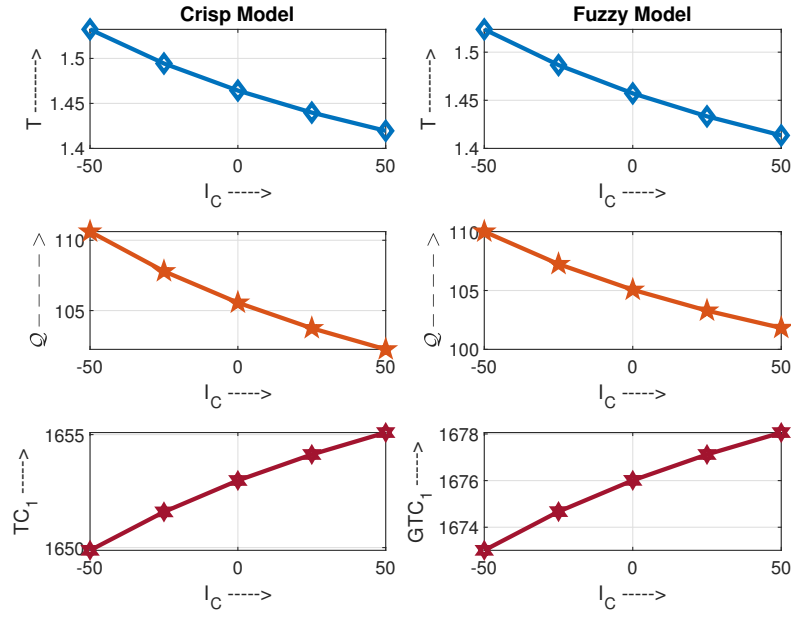 Crisp Model
1.5
1.45
1.4
T ------>
-50 0 50
I_C ----->
Fuzzy Model
1.5
1.45
1.4
T ------>
-50 0 50
I_C ----->
110
105
𝒬 ---->
-50 0 50
I_C ----->
110
105
100
𝒬 ---->
-50 0 50
I_C ----->
1655
1650
TC_1 ----->
-50 0 50
I_C ----->
1678
1676
1674
GTC_1 ----->
-50 0 50
I_C ----->